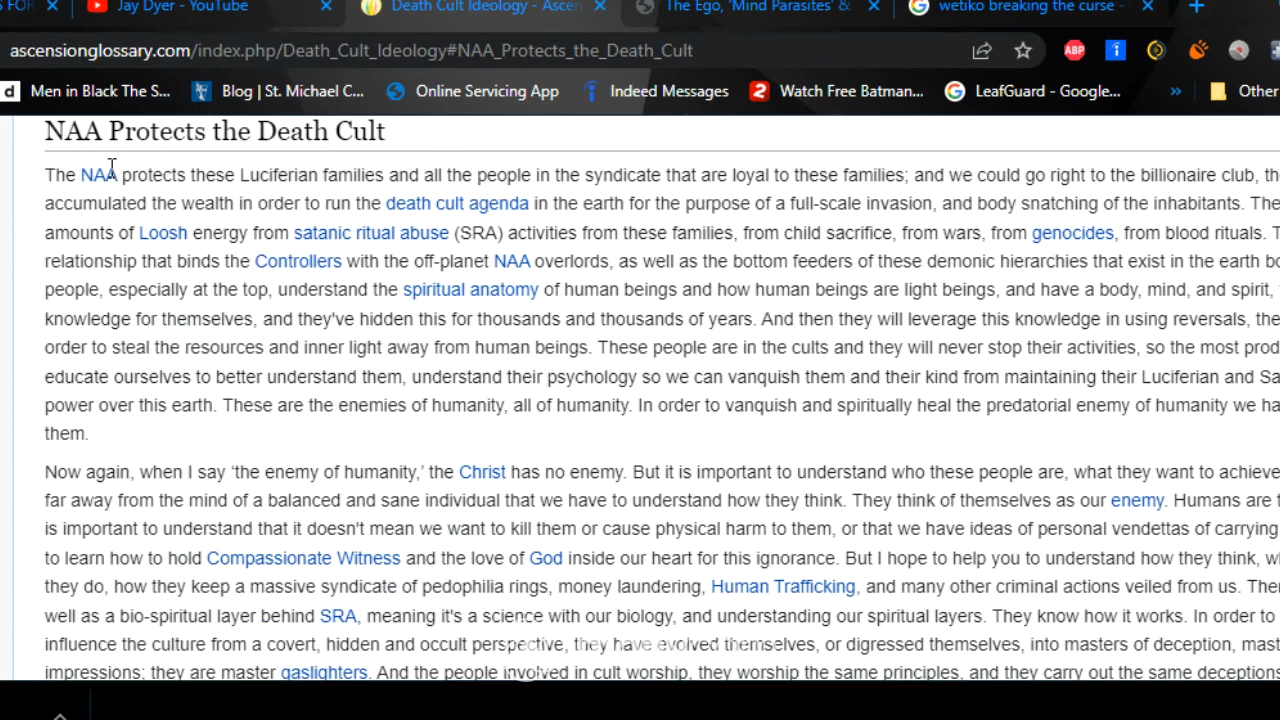 S FOR Jay Dyer - YouTube Death Cult Ideology - Ascen The Ego, 'Mind Parasites' & wetiko breaking the curse -
ascensionglossary.com/index.php/Death_Cult_Ideology#NAA_Protects_the_Death_Cult ABP
d Men in Black The S... Blog | St. Michael C... Online Servicing App Indeed Messages 2 Watch Free Batman... LeafGuard - Google... » Other
NAA Protects the Death Cult
The NAA protects these Luciferian families and all the people in the syndicate that are loyal to these families; and we could go right to the billionaire club, th
accumulated the wealth in order to run the death cult agenda in the earth for the purpose of a full-scale invasion, and body snatching of the inhabitants. The
amounts of Loosh energy from satanic ritual abuse (SRA) activities from these families, from child sacrifice, from wars, from genocides, from blood rituals. T
relationship that binds the Controllers with the off-planet NAA overlords, as well as the bottom feeders of these demonic hierarchies that exist in the earth bo
people, especially at the top, understand the spiritual anatomy of human beings and how human beings are light beings, and have a body, mind, and spirit,
knowledge for themselves, and they've hidden this for thousands and thousands of years. And then they will leverage this knowledge in using reversals, the
order to steal the resources and inner light away from human beings. These people are in the cults and they will never stop their activities, so the most prod
educate ourselves to better understand them, understand their psychology so we can vanquish them and their kind from maintaining their Luciferian and Sa
power over this earth. These are the enemies of humanity, all of humanity. In order to vanquish and spiritually heal the predatorial enemy of humanity we ha
them.
Now again, when I say ‘the enemy of humanity,’ the Christ has no enemy. But it is important to understand who these people are, what they want to achieve
far away from the mind of a balanced and sane individual that we have to understand how they think. They think of themselves as our enemy. Humans are t
is important to understand that it doesn't mean we want to kill them or cause physical harm to them, or that we have ideas of personal vendettas of carrying
to learn how to hold Compassionate Witness and the love of God inside our heart for this ignorance. But I hope to help you to understand how they think, w
they do, how they keep a massive syndicate of pedophilia rings, money laundering, Human Trafficking, and many other criminal actions veiled from us. The
well as a bio-spiritual layer behind SRA, meaning it's a science with our biology, and understanding our spiritual layers. They know how it works. In order to
influence the culture from a covert, hidden and occult perspective, they have evolved themselves, or digressed themselves, into masters of deception, mast
impressions; they are master gaslighters. And the people involved in cult worship, they worship the same principles, and they carry out the same deceptions